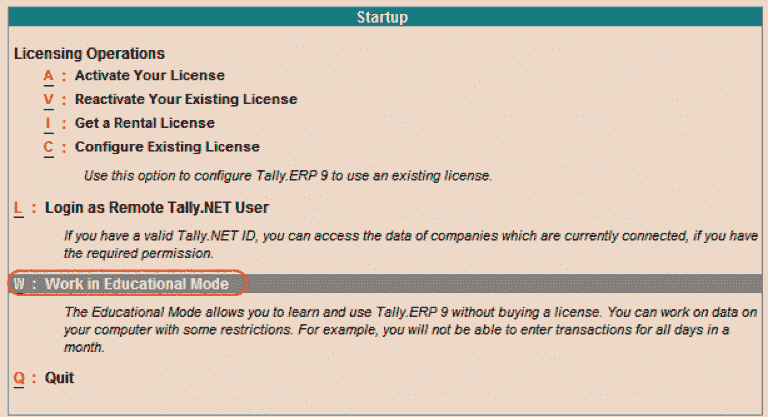 Startup
Licensing Operations
A : Activate Your License
V : Reactivate Your Existing License
I : Get a Rental License
C : Configure Existing License
Use this option to configure Tally.ERP 9 to use an existing license.
L : Login as Remote Tally.NET User
If you have a valid Tally.NET ID, you can access the data of companies which are currently connected, if you have
the required permission.
W : Work in Educational Mode
The Educational Mode allows you to learn and use Tally.ERP 9 without buying a license. You can work on data on
your computer with some restrictions. For example, you will not be able to enter transactions for all days in a
month.
Q : Quit